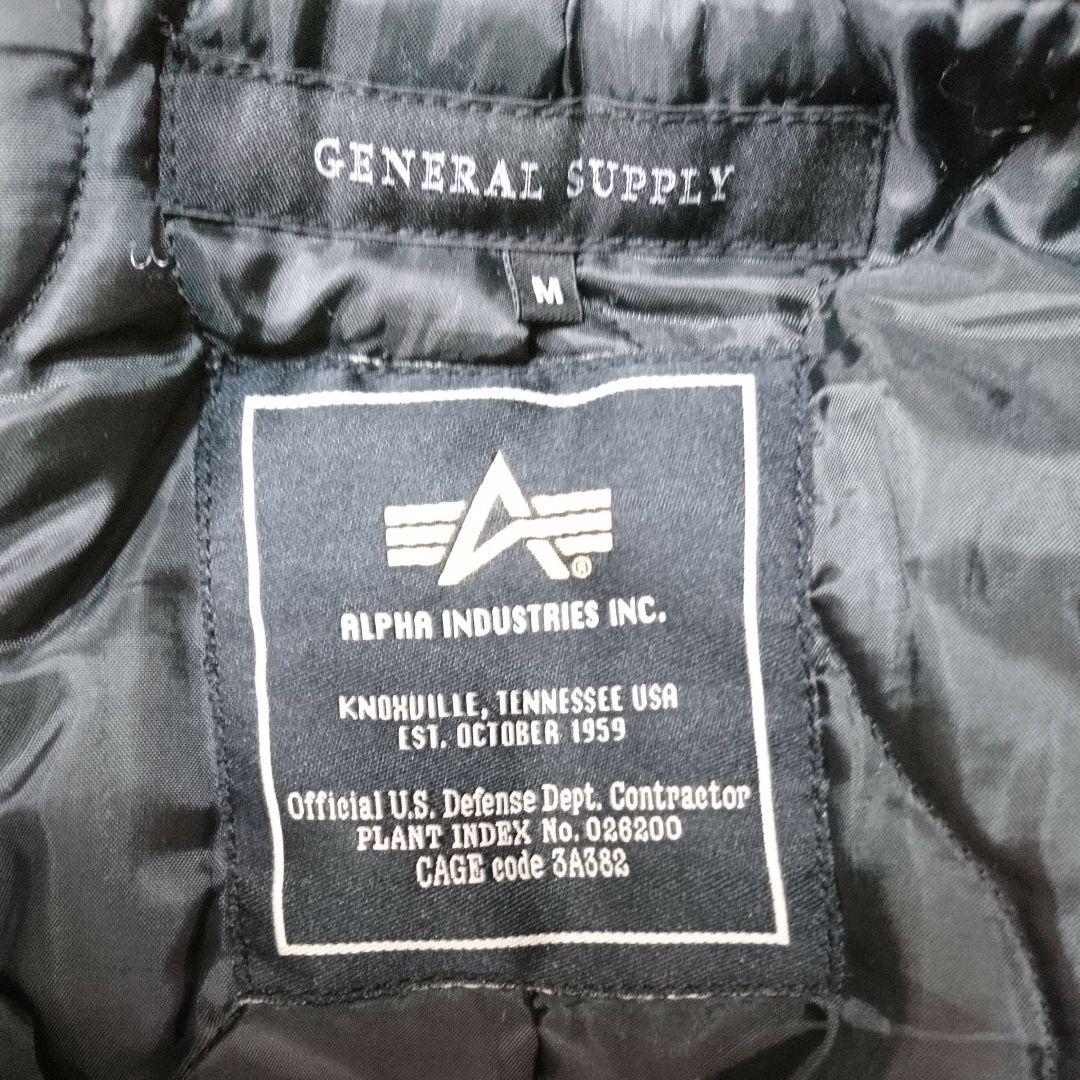 GENERAL SUPPLY
M
ALPHA INDUSTRIES INC.
KNOXVILLE, TENNESSEE USA
EST. OCTOBER 1959
Official U.S. Defense Dept. Contractor
PLANT INDEX No. 026200
CAGE code 3A382